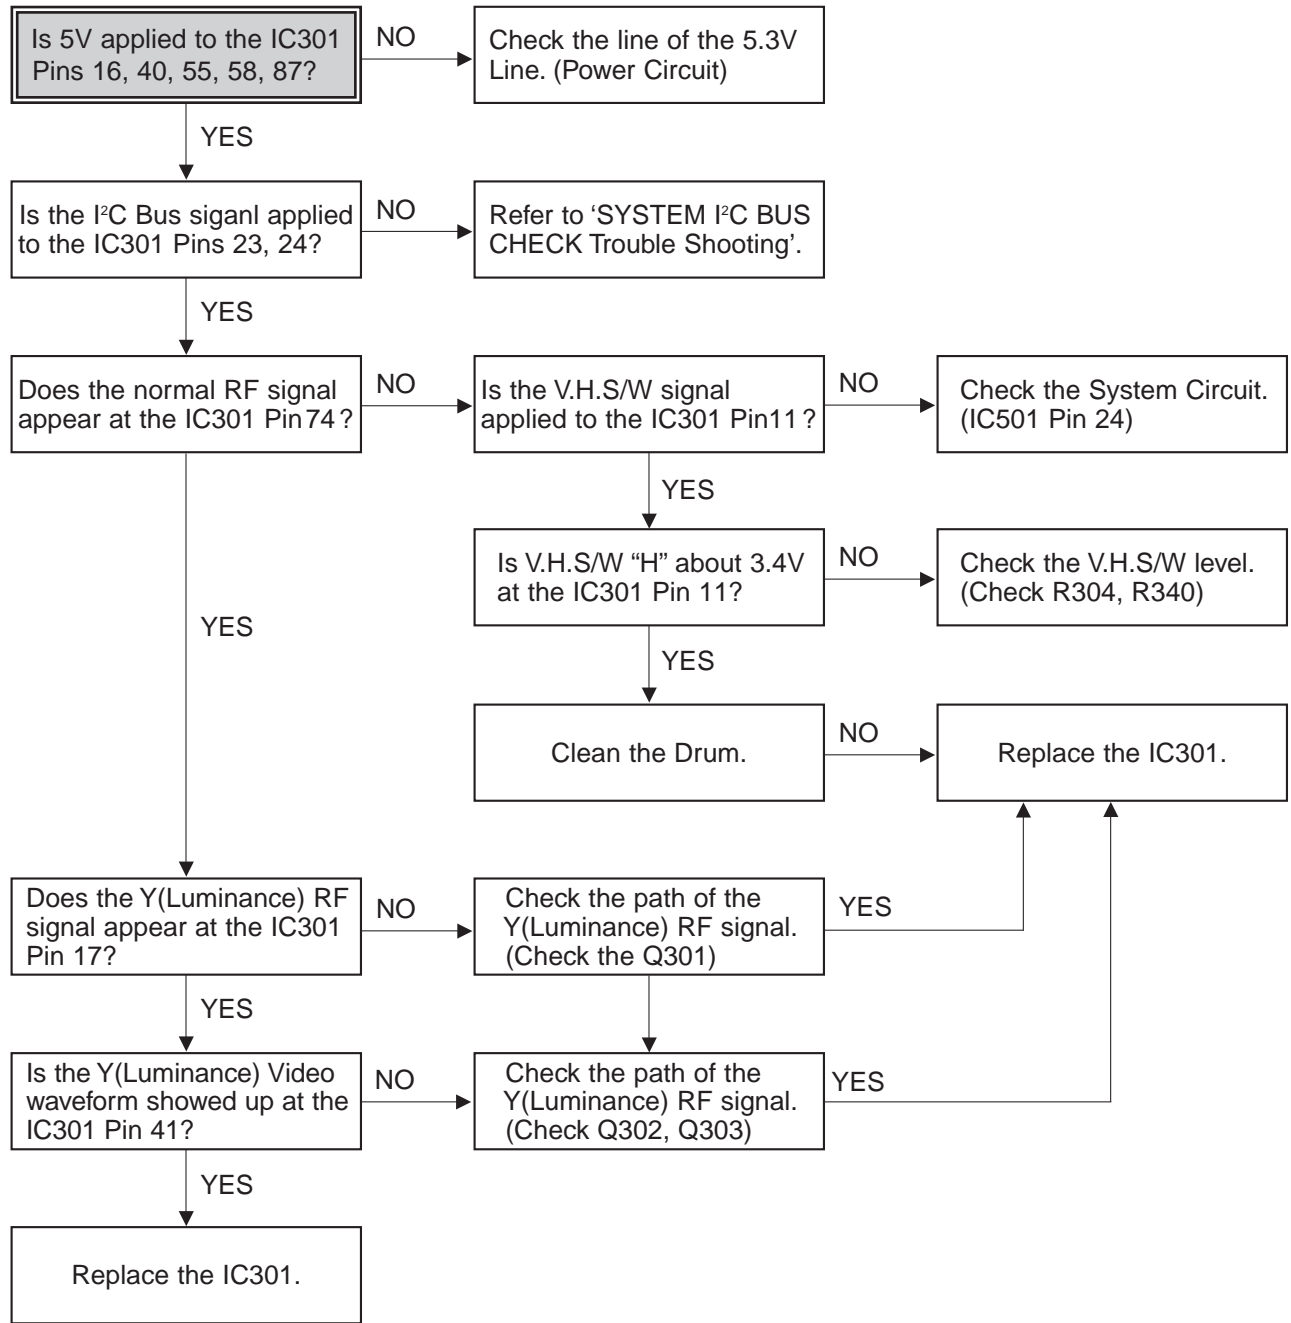 Is 5V applied to the IC301
Pins 16, 40, 55, 58, 87?
NO
Check the line of the 5.3V
Line. (Power Circuit)
YES
Is the I²C Bus siganl applied
to the IC301 Pins 23, 24?
NO
Refer to ‘SYSTEM I²C BUS
CHECK Trouble Shooting’.
YES
Does the normal RF signal
appear at the IC301 Pin 74?
NO
Is the V.H.S/W signal
applied to the IC301 Pin11?
NO
Check the System Circuit.
(IC501 Pin 24)
YES
Is V.H.S/W “H” about 3.4V
at the IC301 Pin 11?
NO
Check the V.H.S/W level.
(Check R304, R340)
YES
YES
Clean the Drum.
NO
Replace the IC301.
Does the Y(Luminance) RF
signal appear at the IC301
Pin 17?
NO
Check the path of the
Y(Luminance) RF signal.
(Check the Q301)
YES
YES
Is the Y(Luminance) Video
waveform showed up at the
IC301 Pin 41?
NO
Check the path of the
Y(Luminance) RF signal.
(Check Q302, Q303)
YES
YES
Replace the IC301.